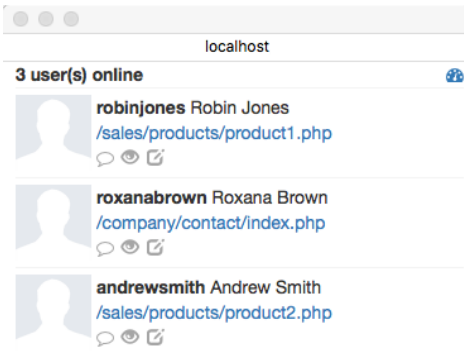 localhost
3 user(s) online
robinjones Robin Jones
/sales/products/product1.php
roxanabrown Roxana Brown
/company/contact/index.php
andrewsmith Andrew Smith
/sales/products/product2.php